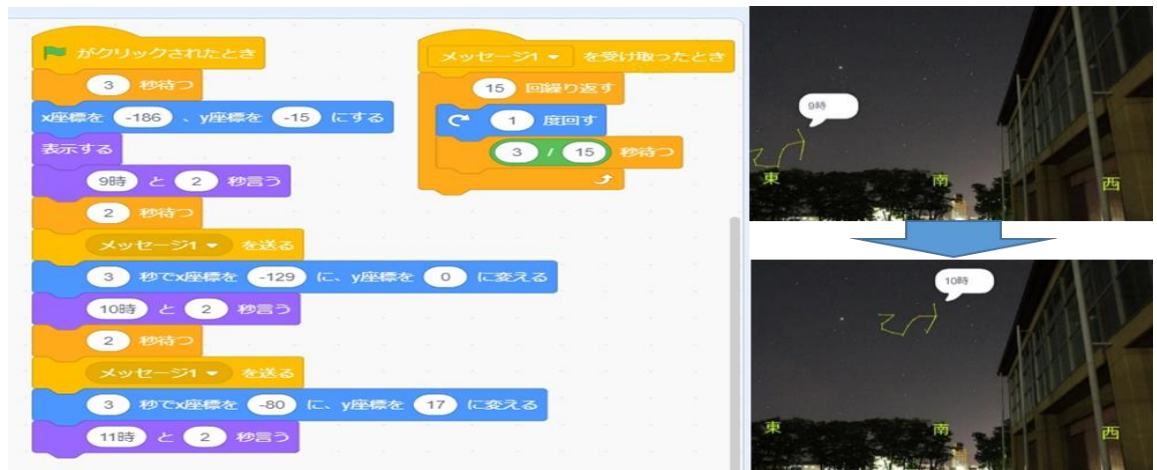 がクリックされたとき
3 秒待つ
x座標を -186 、y座標を -15 にする
表示する
9時 と 2 秒言う
2 秒待つ
メッセージ1 を送る
3 秒でx座標を -129 に、y座標を 0 に変える
10時 と 2 秒言う
2 秒待つ
メッセージ1 を送る
3 秒でx座標を -80 に、y座標を 17 に変える
11時 と 2 秒言う
メッセージ1 を受け取ったとき
15 回繰り返す
1 度回す
3 / 15 秒待つ
9時
東 南 西
10時
東 南 西